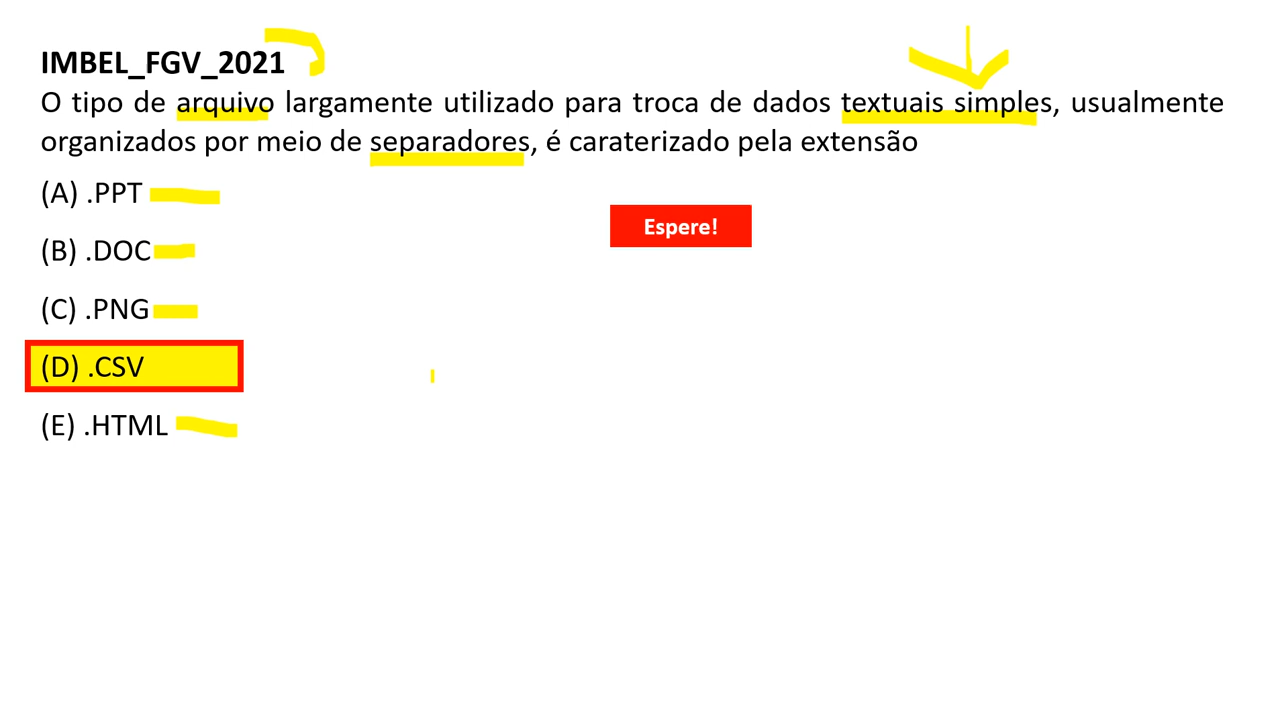 IMBEL_FGV_2021
O tipo de arquivo largamente utilizado para troca de dados textuais simples, usualmente
organizados por meio de separadores, é caraterizado pela extensão
(A) .PPT
Espere!
(B) .DOC
(C) .PNG
(D) .CSV
(E) .HTML